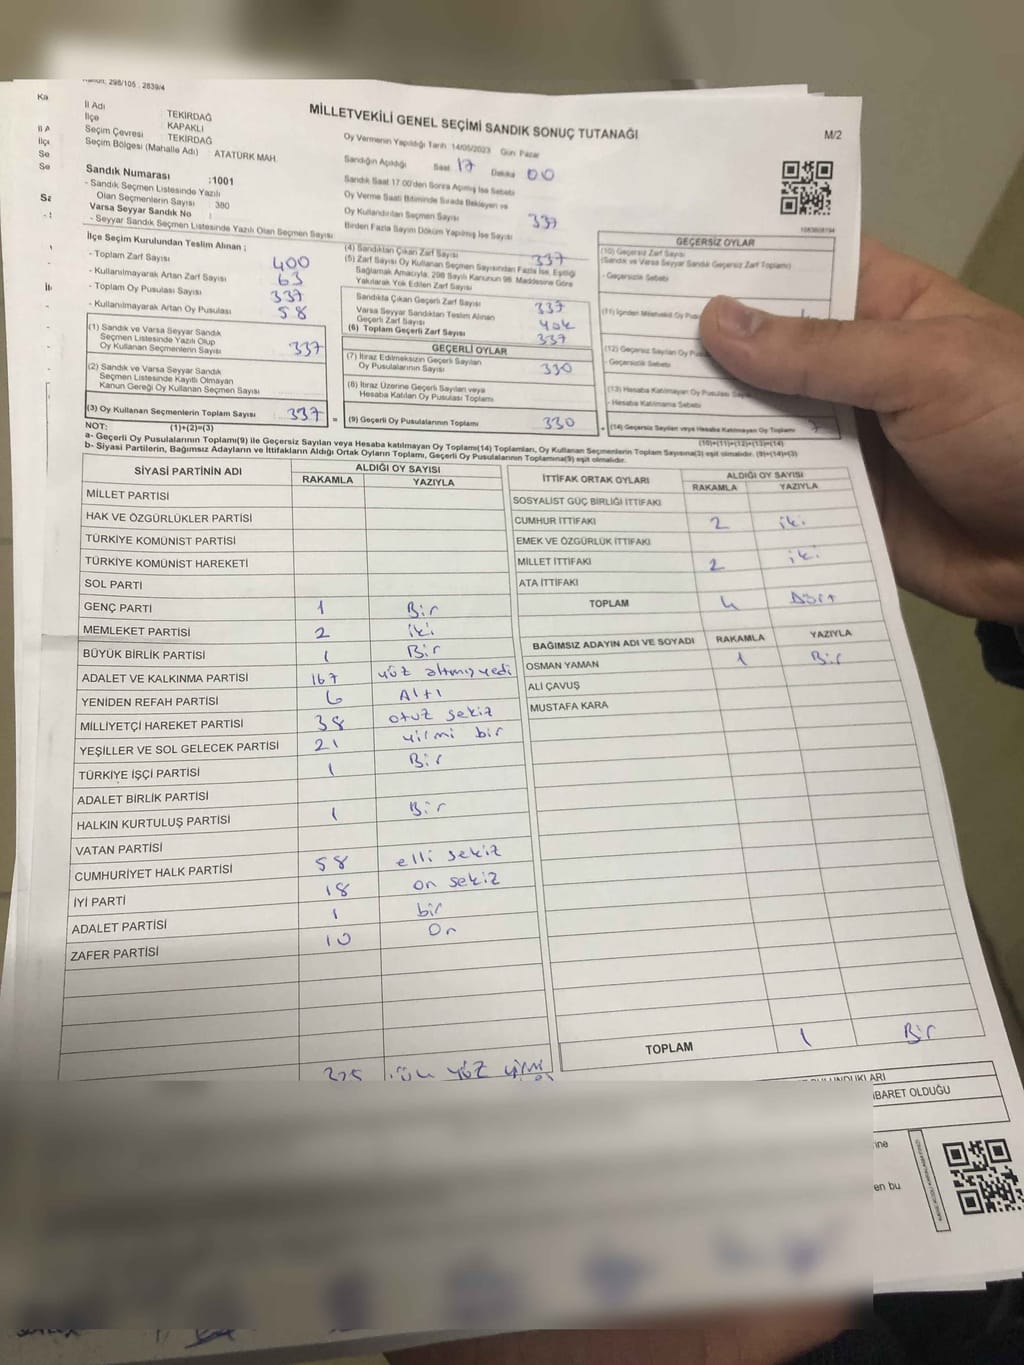 298/105 : 2839/4
MİLLETVEKİLİ GENEL SEÇİMİ SANDIK SONUÇ TUTANAĞI
M/2
İl Adı TEKİRDAĞ
İlçe : KAPAKLI
Seçim Çevresi : TEKİRDAĞ
Seçim Bölgesi (Mahalle Adı) : ATATÜRK MAH.
Oy Vermenin Yapıldığı Tarih 14/05/2023 Gün Pazar
Sandığın Açıldığı Saat 17 Dakika 00
Sandık Saat 17:00'den Sonra Açılmış İse Sebebi
Oy Verme Saati Bitiminde Sırada Bekleyen ve
Oy Kullandırılan Seçmen Sayısı 337
Birden Fazla Sayım Döküm Yapılmış İse Sayısı
Sandık Numarası :1001
- Sandık Seçmen Listesinde Yazılı
Olan Seçmenlerin Sayısı : 380
Varsa Seyyar Sandık No :
- Seyyar Sandık Seçmen Listesinde Yazılı Olan Seçmen Sayısı
İlçe Seçim Kurulundan Teslim Alınan ;
- Toplam Zarf Sayısı 400
- Kullanılmayarak Artan Zarf Sayısı 63
- Toplam Oy Pusulası Sayısı 337
- Kullanılmayarak Artan Oy Pusulası 58
(1) Sandık ve Varsa Seyyar Sandık
Seçmen Listesinde Yazılı Olup
Oy Kullanan Seçmenlerin Sayısı 337
(2) Sandık ve Varsa Seyyar Sandık
Seçmen Listesinde Kayıtlı Olmayan
Kanun Gereği Oy Kullanan Seçmen Sayısı
(3) Oy Kullanan Seçmenlerin Toplam Sayısı 337 =
(4) Sandıktan Çıkan Zarf Sayısı 337
(5) Zarf Sayısı Oy Kullanan Seçmen Sayısından Fazla İse, Eşitliği
Sağlamak Amacıyla, 298 Sayılı Kanunun 98. Maddesine Göre
Yakılarak Yok Edilen Zarf Sayısı
Sandıkta Çıkan Geçerli Zarf Sayısı 337
Varsa Seyyar Sandıktan Teslim Alınan
Geçerli Zarf Sayısı yok
(6) Toplam Geçerli Zarf Sayısı 337
GEÇERLİ OYLAR
(7) İtiraz Edilmeksizin Geçerli Sayılan
Oy Pusulalarının Sayısı 330
(8) İtiraz Üzerine Geçerli Sayılan veya
Hesaba Katılan Oy Pusulası Toplamı
(9) Geçerli Oy Pusulalarının Toplamı 330 +
GEÇERSİZ OYLAR
(10) Geçersiz Zarf Sayısı
(Sandık ve Varsa Seyyar Sandık Geçersiz Zarf Toplamı)
- Geçersizlik Sebebi
(11) İçinden Milletvekili Oy
(12) Geçersiz Sayılan Oy
- Geçersizlik Sebebi
(13) Hesaba Katılmayan Oy Pusulası
- Hesaba Katılmama Sebebi
(14) Geçersiz Sayılan veya Hesaba Katılmayan Oy Toplamı 7
NOT: (1)+(2)=(3)
(10)+(11)+(12)+(13)=(14)
a- Geçerli Oy Pusulalarının Toplamı(9) ile Geçersiz Sayılan veya Hesaba katılmayan Oy Toplamı(14) Toplamları, Oy Kullanan Seçmenlerin Toplam Sayısına(3) eşit olmalıdır. (9)+(14)=(3)
b- Siyasi Partilerin, Bağımsız Adayların ve İttifakların Aldığı Ortak Oyların Toplamı, Geçerli Oy Pusulalarının Toplamına(9) eşit olmalıdır.
SİYASİ PARTİNİN ADI
ALDIĞI OY SAYISI
RAKAMLA YAZIYLA
MİLLET PARTİSİ
HAK VE ÖZGÜRLÜKLER PARTİSİ
TÜRKİYE KOMÜNİST PARTİSİ
TÜRKİYE KOMÜNİST HAREKETİ
SOL PARTİ
GENÇ PARTİ 1 Bir
MEMLEKET PARTİSİ 2 iki
BÜYÜK BİRLİK PARTİSİ 1 Bir
ADALET VE KALKINMA PARTİSİ 167 yüz altmış yedi
YENİDEN REFAH PARTİSİ 6 Altı
MİLLİYETÇİ HAREKET PARTİSİ 38 otuz sekiz
YEŞİLLER VE SOL GELECEK PARTİSİ 21 yirmi bir
TÜRKİYE İŞÇİ PARTİSİ 1 Bir
ADALET BİRLİK PARTİSİ
HALKIN KURTULUŞ PARTİSİ 1 Bir
VATAN PARTİSİ
CUMHURİYET HALK PARTİSİ 58 elli sekiz
İYİ PARTİ 18 on sekiz
ADALET PARTİSİ 1 bir
ZAFER PARTİSİ 10 On
325 üç yüz yirmi
İTTİFAK ORTAK OYLARI
ALDIĞI OY SAYISI
RAKAMLA YAZIYLA
SOSYALİST GÜÇ BİRLİĞİ İTTİFAKI
CUMHUR İTTİFAKI 2 iki
EMEK VE ÖZGÜRLÜK İTTİFAKI
MİLLET İTTİFAKI 2 iki
ATA İTTİFAKI
TOPLAM 4 Dört
BAĞIMSIZ ADAYIN ADI VE SOYADI RAKAMLA YAZIYLA
OSMAN YAMAN 1 Bir
ALİ ÇAVUŞ
MUSTAFA KARA
TOPLAM 1 Bir
BARET OLDUĞU
ine
en bu